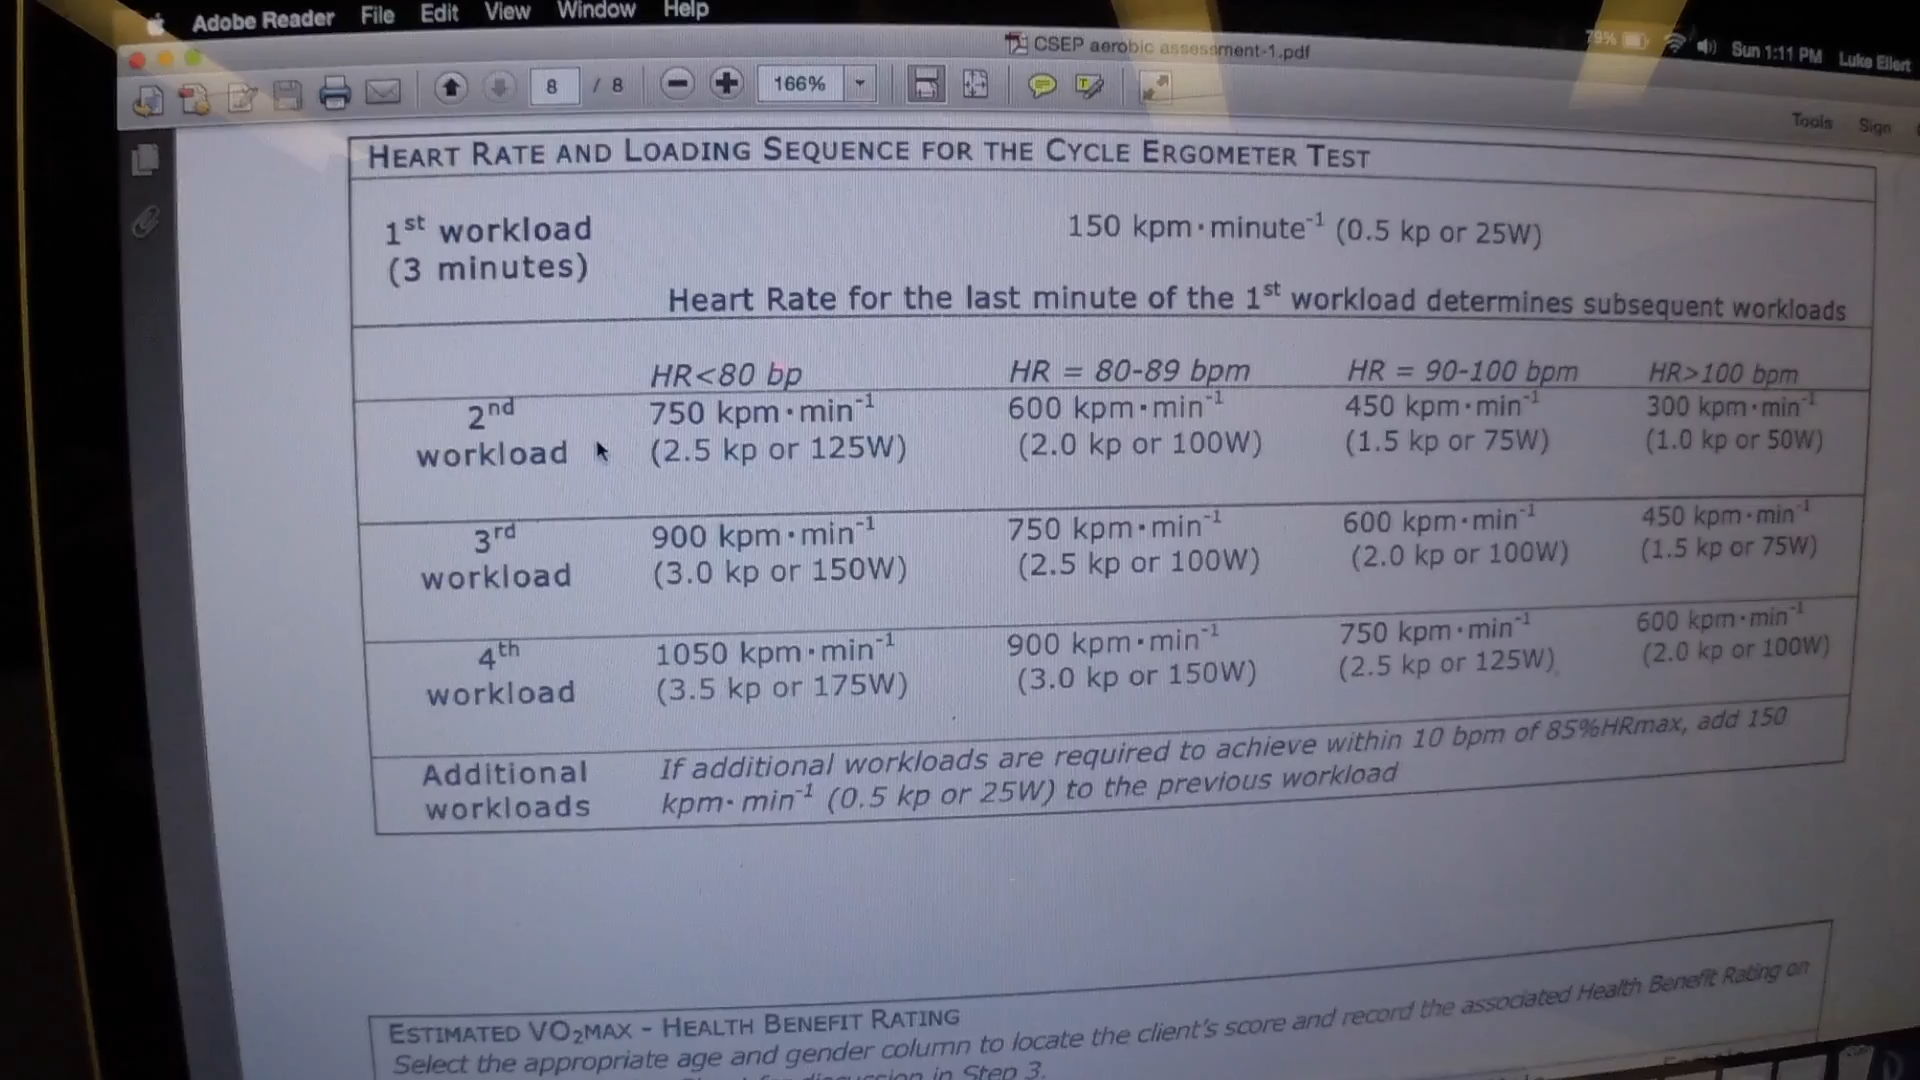 Adobe Reader File Edit View Window Help
79% Sun 1:11 PM Luke Eilert
CSEP aerobic assessment-1.pdf
8 / 8 166%
Tools Sign
HEART RATE AND LOADING SEQUENCE FOR THE CYCLE ERGOMETER TEST
1st workload 150 kpm·minute-1 (0.5 kp or 25W)
(3 minutes)
Heart Rate for the last minute of the 1st workload determines subsequent workloads
HR<80 bp HR = 80-89 bpm HR = 90-100 bpm HR>100 bpm
2nd 750 kpm·min-1 600 kpm·min-1 450 kpm·min-1 300 kpm·min-1
workload (2.5 kp or 125W) (2.0 kp or 100W) (1.5 kp or 75W) (1.0 kp or 50W)
3rd 900 kpm·min-1 750 kpm·min-1 600 kpm·min-1 450 kpm·min-1
workload (3.0 kp or 150W) (2.5 kp or 100W) (2.0 kp or 100W) (1.5 kp or 75W)
4th 1050 kpm·min-1 900 kpm·min-1 750 kpm·min-1 600 kpm·min-1
workload (3.5 kp or 175W) (3.0 kp or 150W) (2.5 kp or 125W) (2.0 kp or 100W)
Additional If additional workloads are required to achieve within 10 bpm of 85%HRmax, add 150
workloads kpm· min-1 (0.5 kp or 25W) to the previous workload
ESTIMATED VO2MAX - HEALTH BENEFIT RATING
Select the appropriate age and gender column to locate the client's score and record the associated Health Benefit Rating on
in Step 3.